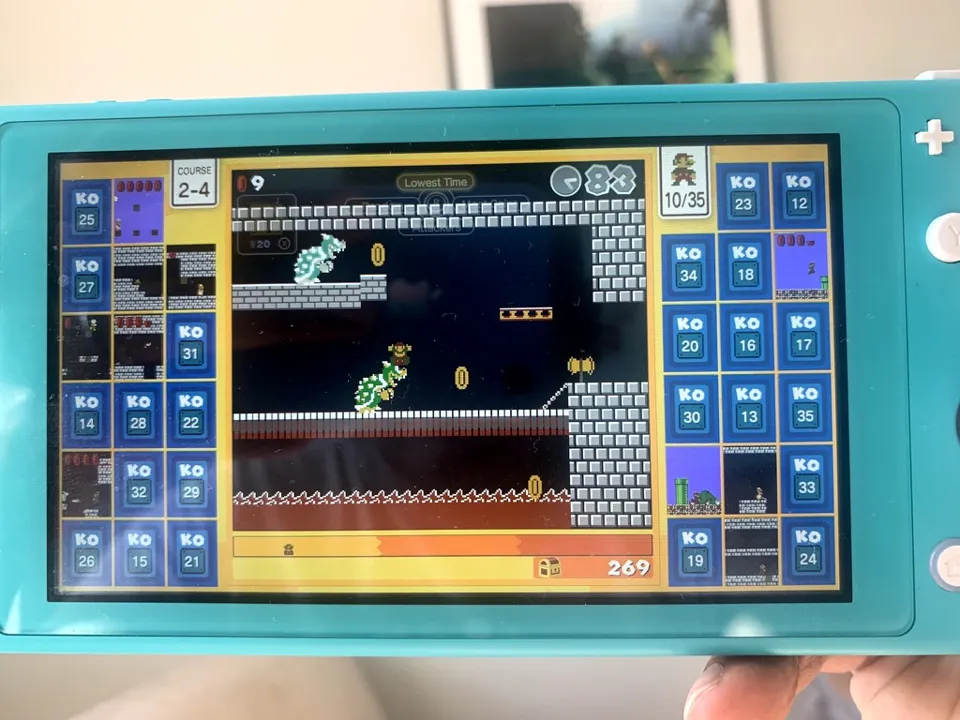 COURSE
2-4
9
Lowest Time
83
10/35
Attackers
20
KO
25
KO
27
KO
31
KO
14
KO
28
KO
22
KO
32
KO
29
KO
26
KO
15
KO
21
KO
23
KO
12
KO
34
KO
18
KO
20
KO
16
KO
17
KO
30
KO
13
KO
35
KO
33
KO
19
KO
24
269
Y